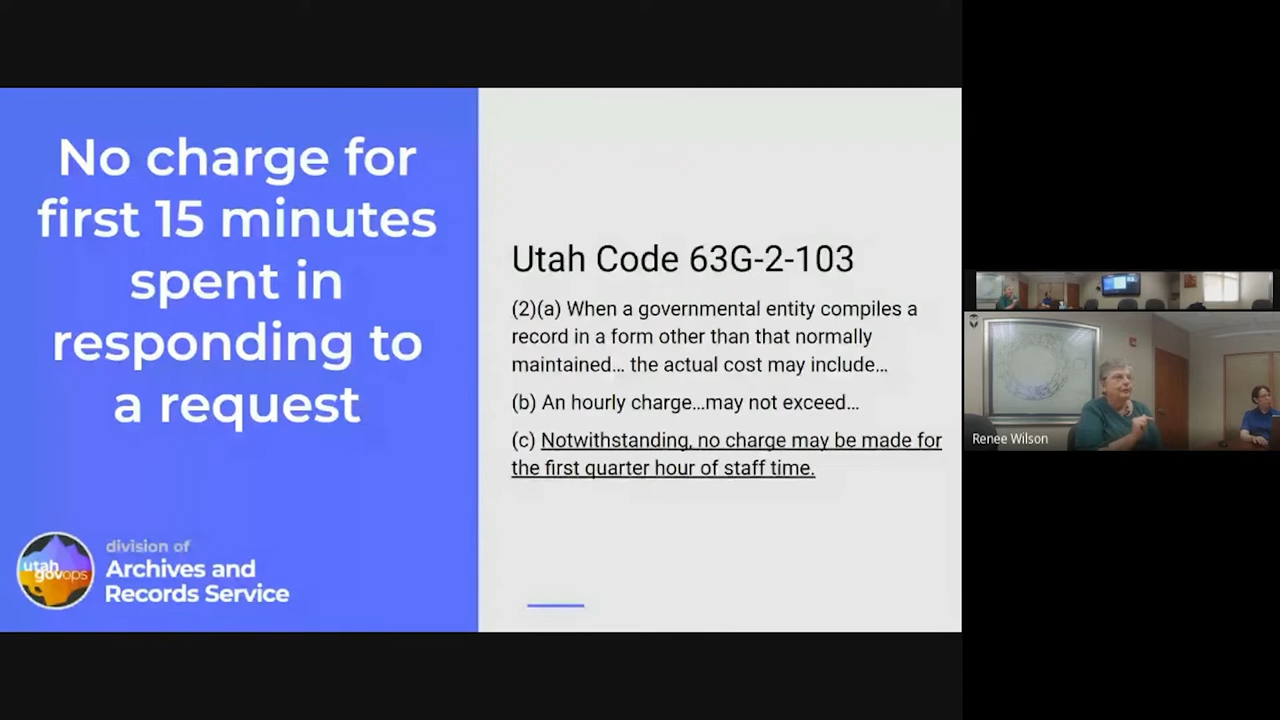 No charge for
first 15 minutes
spent in
responding to
a request
utah
govops
division of
Archives and
Records Service
Utah Code 63G-2-103
(2)(a) When a governmental entity compiles a
record in a form other than that normally
maintained... the actual cost may include...
(b) An hourly charge...may not exceed...
(c) Notwithstanding, no charge may be made for
the first quarter hour of staff time.
Renee Wilson